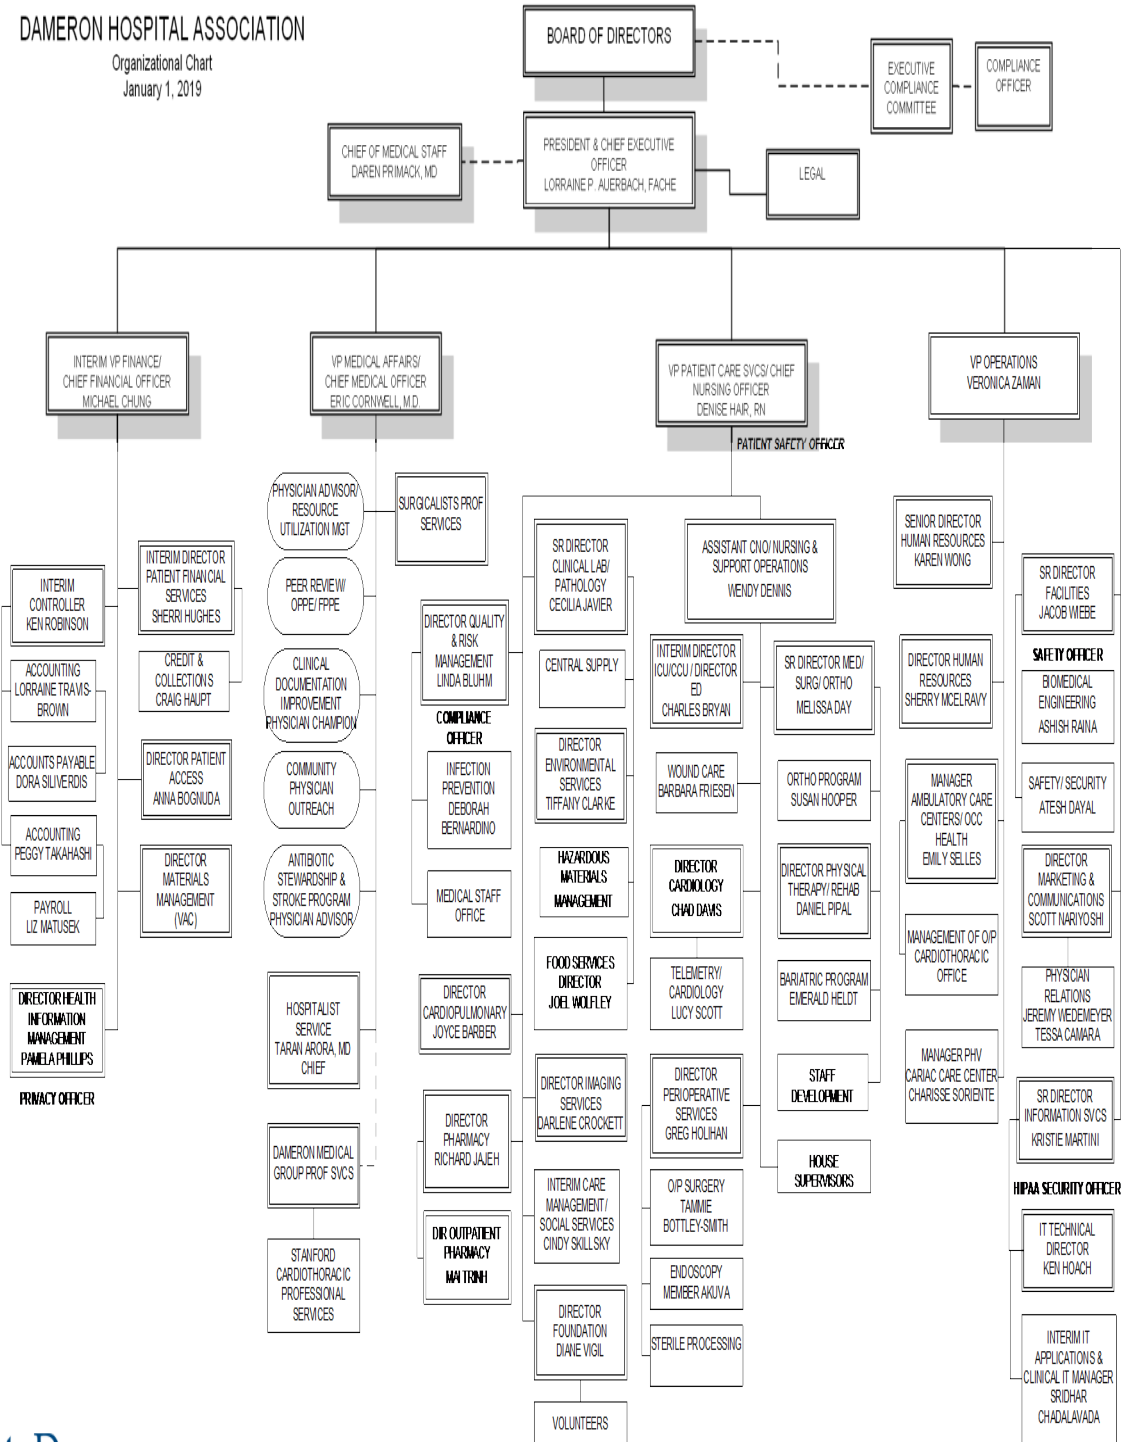 DAMERON HOSPITAL ASSOCIATION
Organizational Chart
January 1, 2019
BOARD OF DIRECTORS
EXECUTIVE
COMPLIANCE
COMMITTEE
COMPLIANCE
OFFICER
CHIEF OF MEDICAL STAFF
DAREN PRIMACK, MD
PRESIDENT & CHIEF EXECUTIVE
OFFICER
LORRAINE P. AUERBACH, FACHE
LEGAL
INTERIM VP FINANCE/
CHIEF FINANCIAL OFFICER
MICHAEL CHUNG
VP MEDICAL AFFAIRS/
CHIEF MEDICAL OFFICER
ERIC CORNWELL, M.D.
VP PATIENT CARE SVCS/ CHIEF
NURSING OFFICER
DENISE HAIR, RN
PATIENT SAFETY OFFICER
VP OPERATIONS
VERONICA ZAMAN
INTERIM
CONTROLLER
KEN ROBINSON
ACCOUNTING
LORRAINE TRAVIS-
BROWN
ACCOUNTS PAYABLE
DORA SILIVERDIS
ACCOUNTING
PEGGY TAKAHASHI
PAYROLL
LIZ MATUSEK
DIRECTOR HEALTH
INFORMATION
MANAGEMENT
PAMELA PHILLIPS
PRIVACY OFFICER
INTERIM DIRECTOR
PATIENT FINANCIAL
SERVICES
SHERRI HUGHES
CREDIT &
COLLECTIONS
CRAIG HAUPT
DIRECTOR PATIENT
ACCESS
ANNA BOGNUDA
DIRECTOR
MATERIALS
MANAGEMENT
(VAC)
PHYSICIAN ADVISOR/
RESOURCE
UTILIZATION MGT
PEER REVIEW/
OPPE/ FPPE
CLINICAL
DOCUMENTATION
IMPROVEMENT
PHYSICIAN CHAMPION
COMMUNITY
PHYSICIAN
OUTREACH
ANTIBIOTIC
STEWARDSHIP &
STROKE PROGRAM
PHYSICIAN ADVISOR
HOSPITALIST
SERVICE
TARAN ARORA, MD
CHIEF
DAMERON MEDICAL
GROUP PROF SVCS
STANFORD
CARDIOTHORACIC
PROFESSIONAL
SERVICES
SURGICALISTS PROF
SERVICES
DIRECTOR QUALITY
& RISK
MANAGEMENT
LINDA BLUHM
COMPLIANCE
OFFICER
INFECTION
PREVENTION
DEBORAH
BERNARDINO
MEDICAL STAFF
OFFICE
DIRECTOR
CARDIOPULMONARY
JOYCE BARBER
DIRECTOR
PHARMACY
RICHARD JAJEH
DIR OUTPATIENT
PHARMACY
MAI TRINH
SR DIRECTOR
CLINICAL LAB/
PATHOLOGY
CECILIA JAVIER
CENTRAL SUPPLY
DIRECTOR
ENVIRONMENTAL
SERVICES
TIFFANY CLARKE
HAZARDOUS
MATERIALS
MANAGEMENT
FOOD SERVICES
DIRECTOR
JOEL WOLFLEY
DIRECTOR IMAGING
SERVICES
DARLENE CROCKETT
INTERIM CARE
MANAGEMENT/
SOCIAL SERVICES
CINDY SKILLSKY
DIRECTOR
FOUNDATION
DIANE VIGIL
VOLUNTEERS
ASSISTANT CNO/ NURSING &
SUPPORT OPERATIONS
WENDY DENNIS
INTERIM DIRECTOR
ICU/CCU / DIRECTOR
ED
CHARLES BRYAN
WOUND CARE
BARBARA FRIESEN
DIRECTOR
CARDIOLOGY
CHAD DAVIS
TELEMETRY/
CARDIOLOGY
LUCY SCOTT
DIRECTOR
PERIOPERATIVE
SERVICES
GREG HOLIHAN
O/P SURGERY
TAMMIE
BOTTLEY-SMITH
ENDOSCOPY
MEMBER AKUVA
STERILE PROCESSING
SR DIRECTOR MED/
SURG/ ORTHO
MELISSA DAY
ORTHO PROGRAM
SUSAN HOOPER
DIRECTOR PHYSICAL
THERAPY/ REHAB
DANIEL PIPAL
BARIATRIC PROGRAM
EMERALD HELDT
STAFF
DEVELOPMENT
HOUSE
SUPERVISORS
SENIOR DIRECTOR
HUMAN RESOURCES
KAREN WONG
DIRECTOR HUMAN
RESOURCES
SHERRY MCELRAVY
MANAGER
AMBULATORY CARE
CENTERS/ OCC
HEALTH
EMILY SELLES
MANAGEMENT OF O/P
CARDIOTHORACIC
OFFICE
MANAGER PHV
CARIAC CARE CENTER
CHARISSE SORIENTE
SR DIRECTOR
FACILITIES
JACOB WIEBE
SAFETY OFFICER
BIOMEDICAL
ENGINEERING
ASHISH RAINA
SAFETY/ SECURITY
ATESH DAYAL
DIRECTOR
MARKETING &
COMMUNICATIONS
SCOTT NARIYOSHI
PHYSICIAN
RELATIONS
JEREMY WEDEMEYER
TESSA CAMARA
SR DIRECTOR
INFORMATION SVCS
KRISTIE MARTINI
HIPAA SECURITY OFFICER
IT TECHNICAL
DIRECTOR
KEN HOACH
INTERIM IT
APPLICATIONS &
CLINICAL IT MANAGER
SRIDHAR
CHADALAVADA